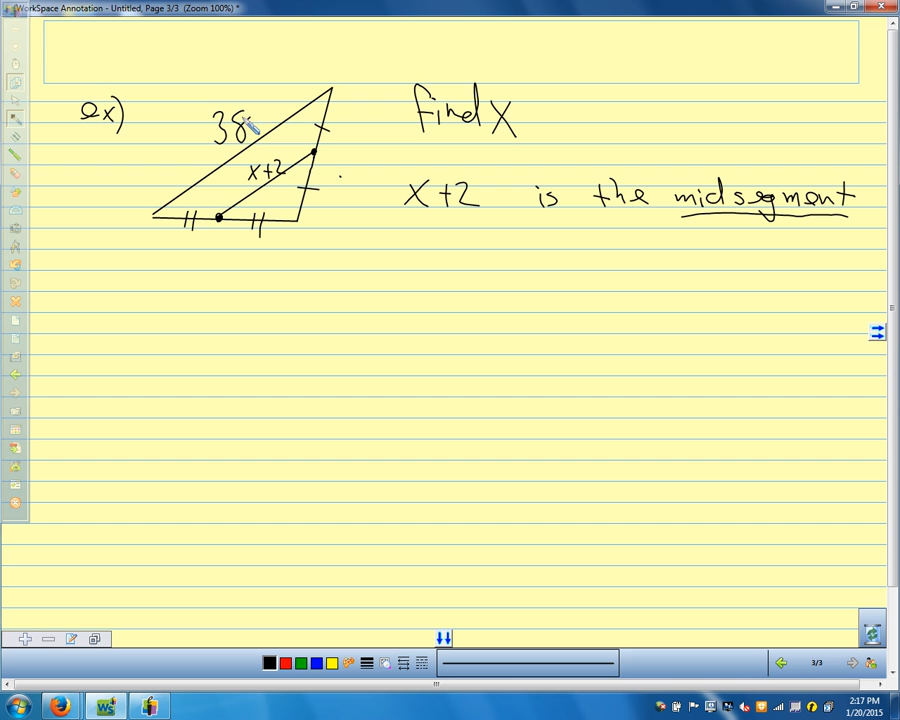 WorkSpace Annotation - Untitled, Page 3/3 (Zoom 100%) *
ex)
38
x+2
find X
X+2 is the midsegment
3/3
2:17 PM
1/20/2015